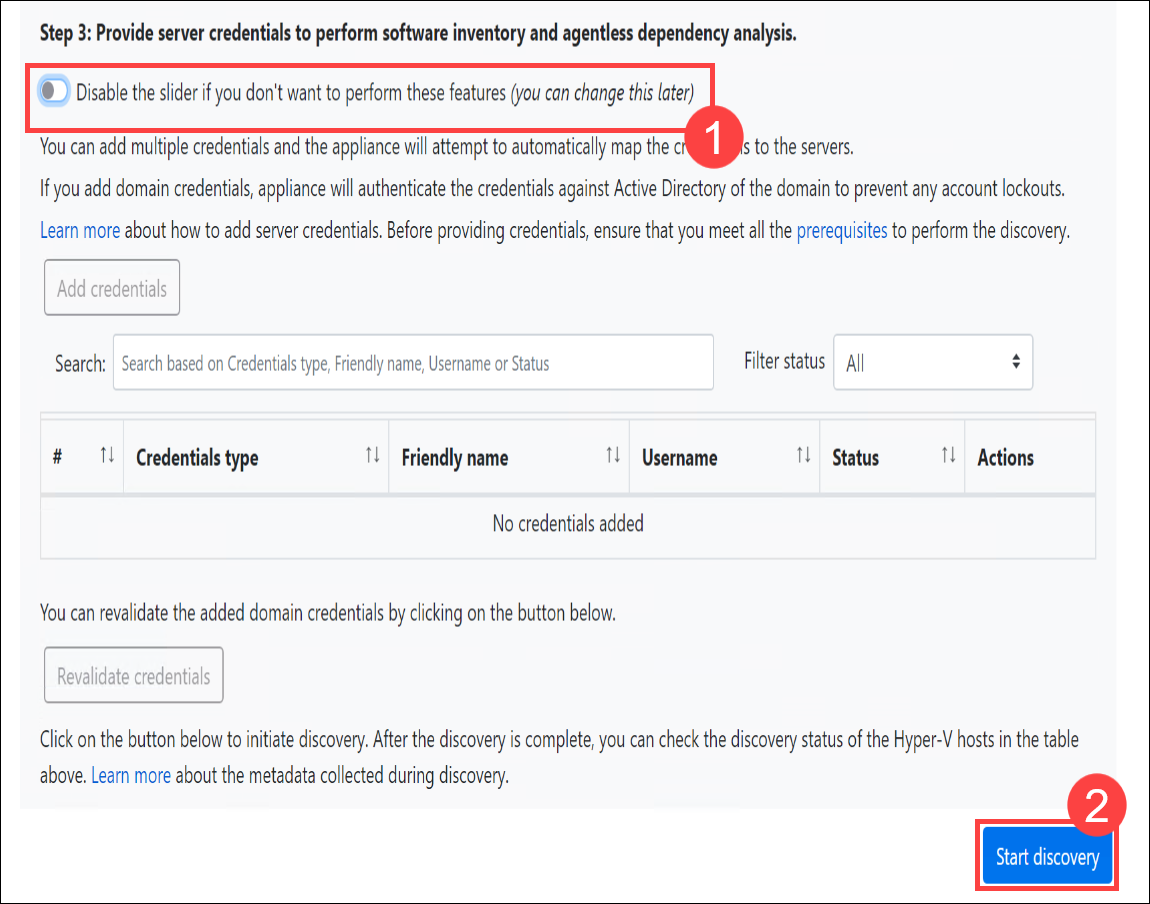 Step 3: Provide server credentials to perform software inventory and agentless dependency analysis.
Disable the slider if you don't want to perform these features (you can change this later)
1
You can add multiple credentials and the appliance will attempt to automatically map the cr s to the servers.
If you add domain credentials, appliance will authenticate the credentials against Active Directory of the domain to prevent any account lockouts.
Learn more about how to add server credentials. Before providing credentials, ensure that you meet all the prerequisites to perform the discovery.
Add credentials
Search: Search based on Credentials type, Friendly name, Username or Status Filter status All
# Credentials type Friendly name Username Status Actions
No credentials added
You can revalidate the added domain credentials by clicking on the button below.
Revalidate credentials
Click on the button below to initiate discovery. After the discovery is complete, you can check the discovery status of the Hyper-V hosts in the table
above. Learn more about the metadata collected during discovery.
2
Start discovery